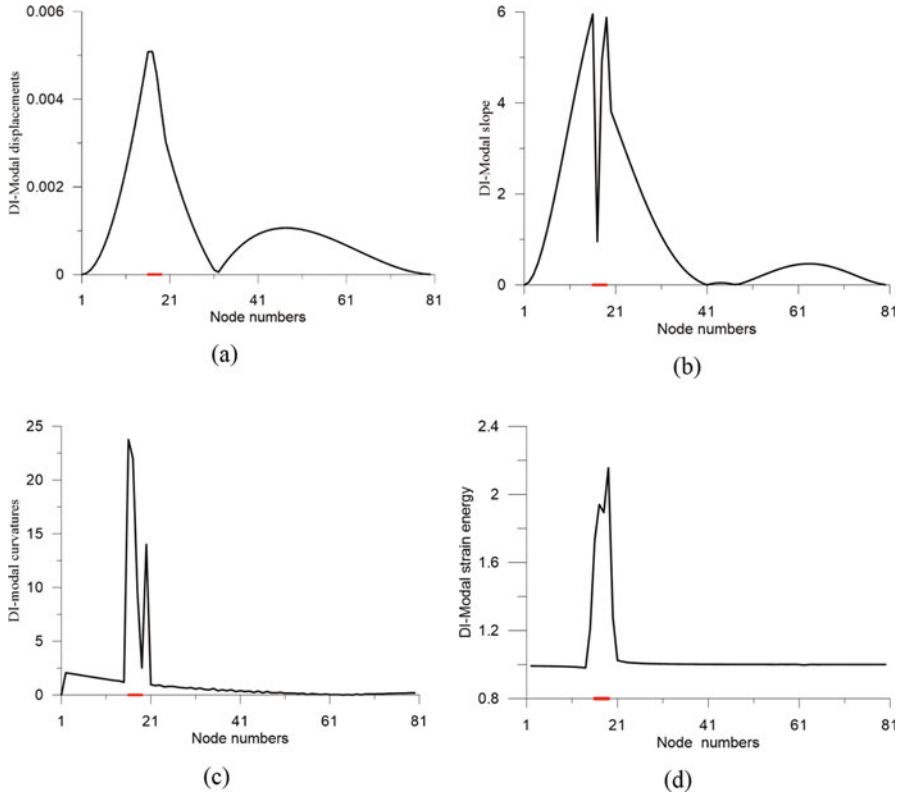 0.006
0.004
0.002
0
DI-Modal displacements
1 21 41 61 81
Node numbers
(a)
6
4
2
0
DI-Modal slope
1 21 41 61 81
Node numbers
(b)
25
20
15
10
5
0
DI-modal curvatures
1 21 41 61 81
Node numbers
(c)
2.4
2
1.6
1.2
0.8
DI-Modal strain energy
1 21 41 61 81
Node numbers
(d)